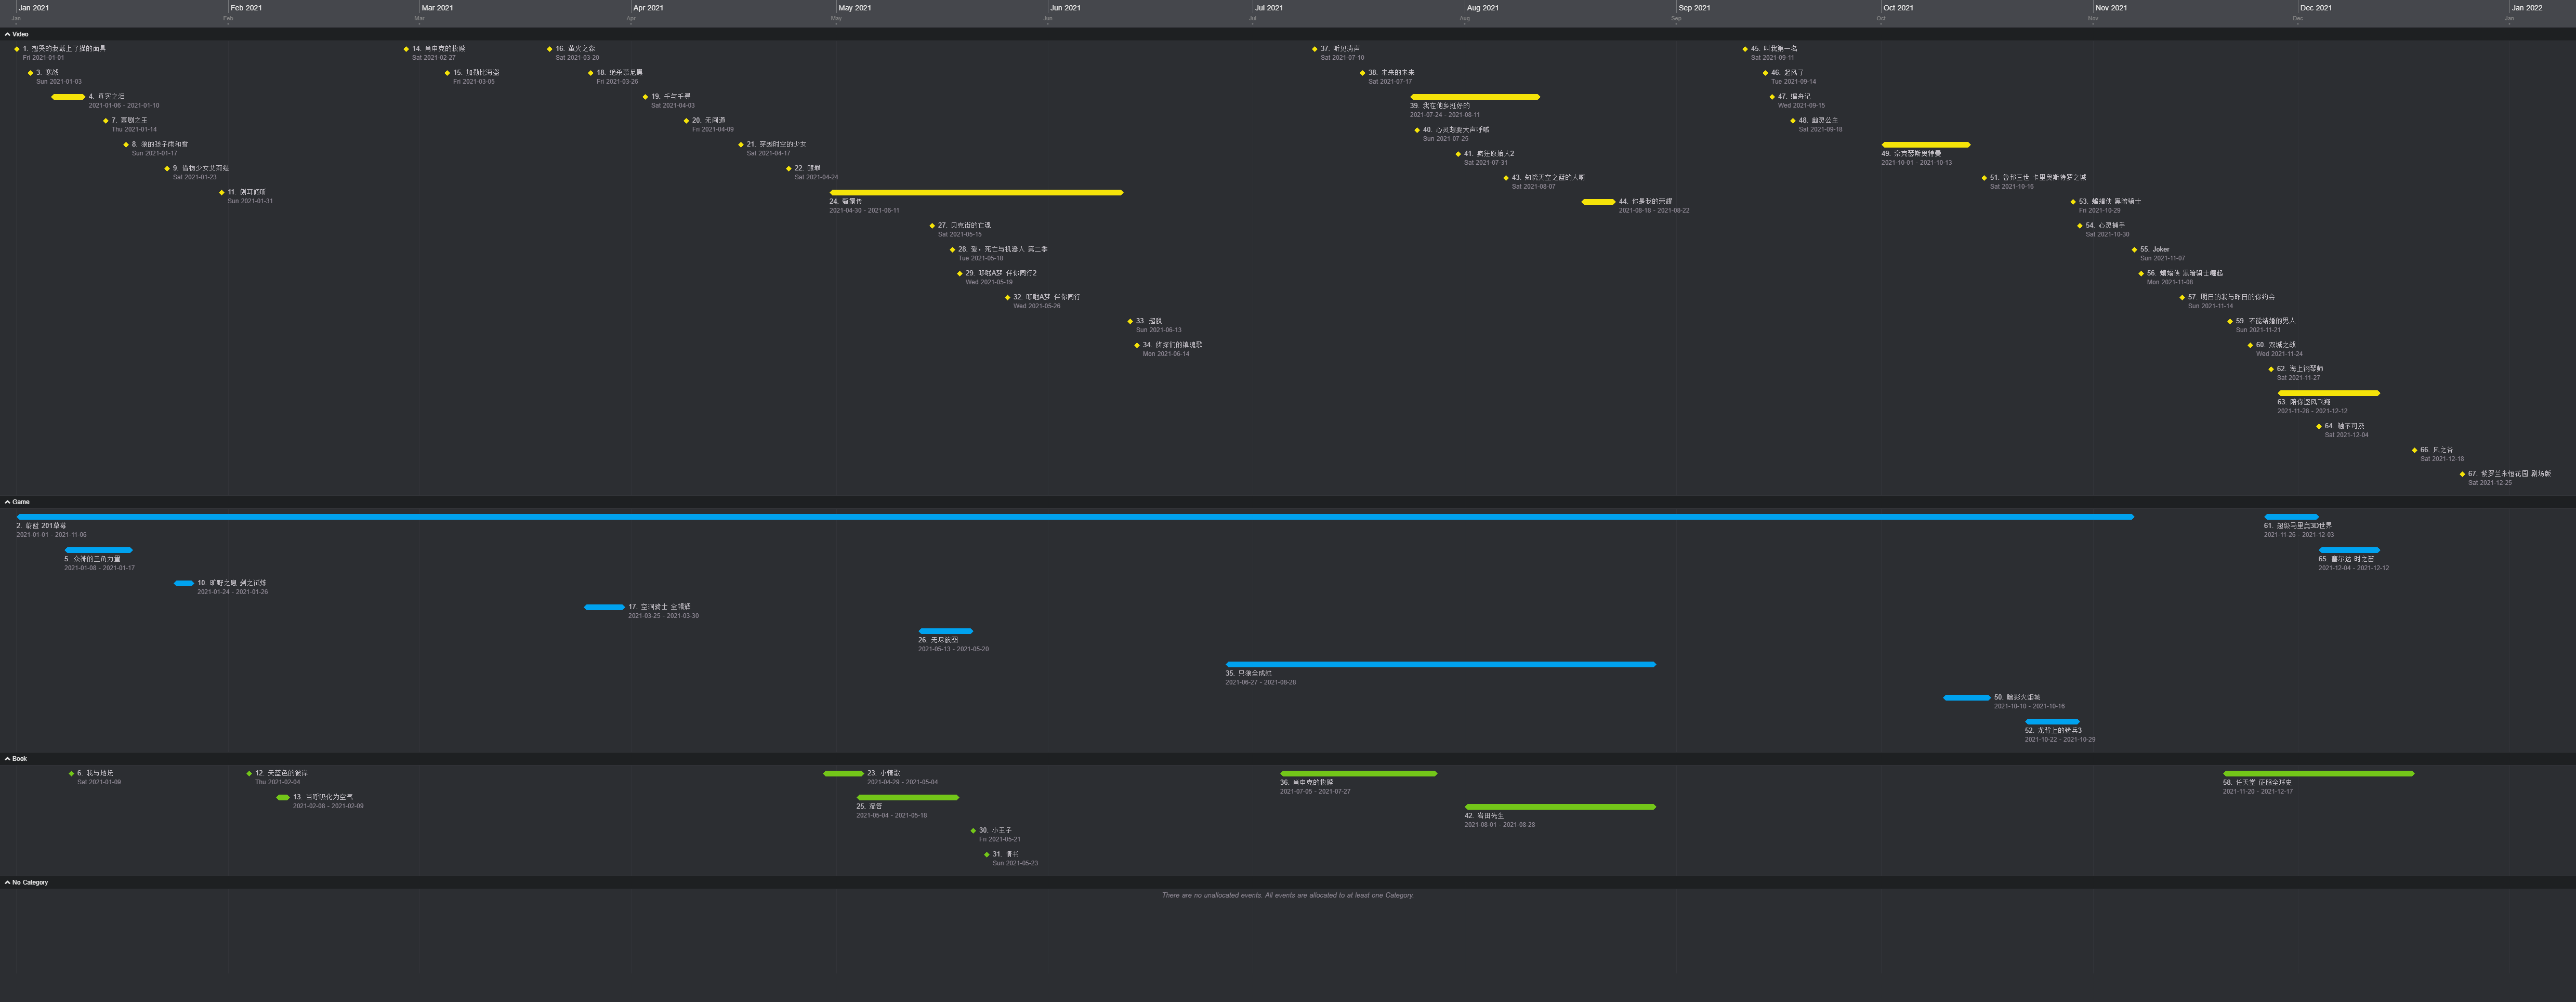 Jan 2021 Feb 2021 Mar 2021 Apr 2021 May 2021 Jun 2021 Jul 2021 Aug 2021 Sep 2021 Oct 2021 Nov 2021 Dec 2021 Jan 2022
Jan Feb Mar Apr May Jun Jul Aug Sep Oct Nov Dec Jan
Video
1. 想哭的我戴上了猫的面具
Fri 2021-01-01
3. 寒战
Sun 2021-01-03
4. 真实之泪
2021-01-06 - 2021-01-10
7. 喜剧之王
Thu 2021-01-14
8. 狼的孩子雨和雪
Sun 2021-01-17
9. 借物少女艾莉缇
Sat 2021-01-23
11. 侧耳倾听
Sun 2021-01-31
14. 肖申克的救赎
Sat 2021-02-27
15. 加勒比海盗
Fri 2021-03-05
16. 萤火之森
Sat 2021-03-20
18. 绝杀慕尼黑
Fri 2021-03-26
19. 千与千寻
Sat 2021-04-03
20. 无间道
Fri 2021-04-09
21. 穿越时空的少女
Sat 2021-04-17
22. 赎罪
Sat 2021-04-24
24. 甄嬛传
2021-04-30 - 2021-06-11
27. 贝克街的亡魂
Sat 2021-05-15
28. 爱，死亡与机器人 第二季
Tue 2021-05-18
29. 哆啦A梦 伴你同行2
Wed 2021-05-19
32. 哆啦A梦 伴你同行
Wed 2021-05-26
33. 超脱
Sun 2021-06-13
34. 侦探们的镇魂歌
Mon 2021-06-14
37. 听见涛声
Sat 2021-07-10
38. 未来的未来
Sat 2021-07-17
39. 我在他乡挺好的
2021-07-24 - 2021-08-11
40. 心灵想要大声呼喊
Sun 2021-07-25
41. 疯狂原始人2
Sat 2021-07-31
43. 知晓天空之蓝的人啊
Sat 2021-08-07
44. 你是我的荣耀
2021-08-18 - 2021-08-22
45. 叫我第一名
Sat 2021-09-11
46. 起风了
Tue 2021-09-14
47. 编舟记
Wed 2021-09-15
48. 幽灵公主
Sat 2021-09-18
49. 奈克瑟斯奥特曼
2021-10-01 - 2021-10-13
51. 鲁邦三世 卡里奥斯特罗之城
Sat 2021-10-16
53. 蝙蝠侠 黑暗骑士
Fri 2021-10-29
54. 心灵捕手
Sat 2021-10-30
55. Joker
Sun 2021-11-07
56. 蝙蝠侠 黑暗骑士崛起
Mon 2021-11-08
57. 明日的我与昨日的你约会
Sun 2021-11-14
59. 不能结婚的男人
Sun 2021-11-21
60. 双城之战
Wed 2021-11-24
62. 海上钢琴师
Sat 2021-11-27
63. 陪你逆风飞翔
2021-11-28 - 2021-12-12
64. 触不可及
Sat 2021-12-04
66. 风之谷
Sat 2021-12-18
67. 紫罗兰永恒花园 剧场版
Sat 2021-12-25
Game
2. 蔚蓝 201草莓
2021-01-01 - 2021-11-06
5. 众神的三角力量
2021-01-08 - 2021-01-17
10. 旷野之息 剑之试炼
2021-01-24 - 2021-01-26
17. 空洞骑士 全螺蛭
2021-03-25 - 2021-03-30
26. 无尽旅图
2021-05-13 - 2021-05-20
35. 只狼全成就
2021-06-27 - 2021-08-28
50. 暗影火炬城
2021-10-10 - 2021-10-16
52. 龙背上的骑兵3
2021-10-22 - 2021-10-29
61. 超级马里奥3D世界
2021-11-26 - 2021-12-03
65. 塞尔达 时之笛
2021-12-04 - 2021-12-12
Book
6. 我与地坛
Sat 2021-01-09
12. 天蓝色的彼岸
Thu 2021-02-04
13. 当呼吸化为空气
2021-02-08 - 2021-02-09
23. 小情歌
2021-04-29 - 2021-05-04
25. 菌答
2021-05-04 - 2021-05-18
30. 小王子
Fri 2021-05-21
31. 情书
Sun 2021-05-23
36. 肖申克的救赎
2021-07-05 - 2021-07-27
42. 岩田先生
2021-08-01 - 2021-08-28
58. 任天堂 征服全球史
2021-11-20 - 2021-12-17
No Category
There are no unallocated events. All events are allocated to at least one Category.